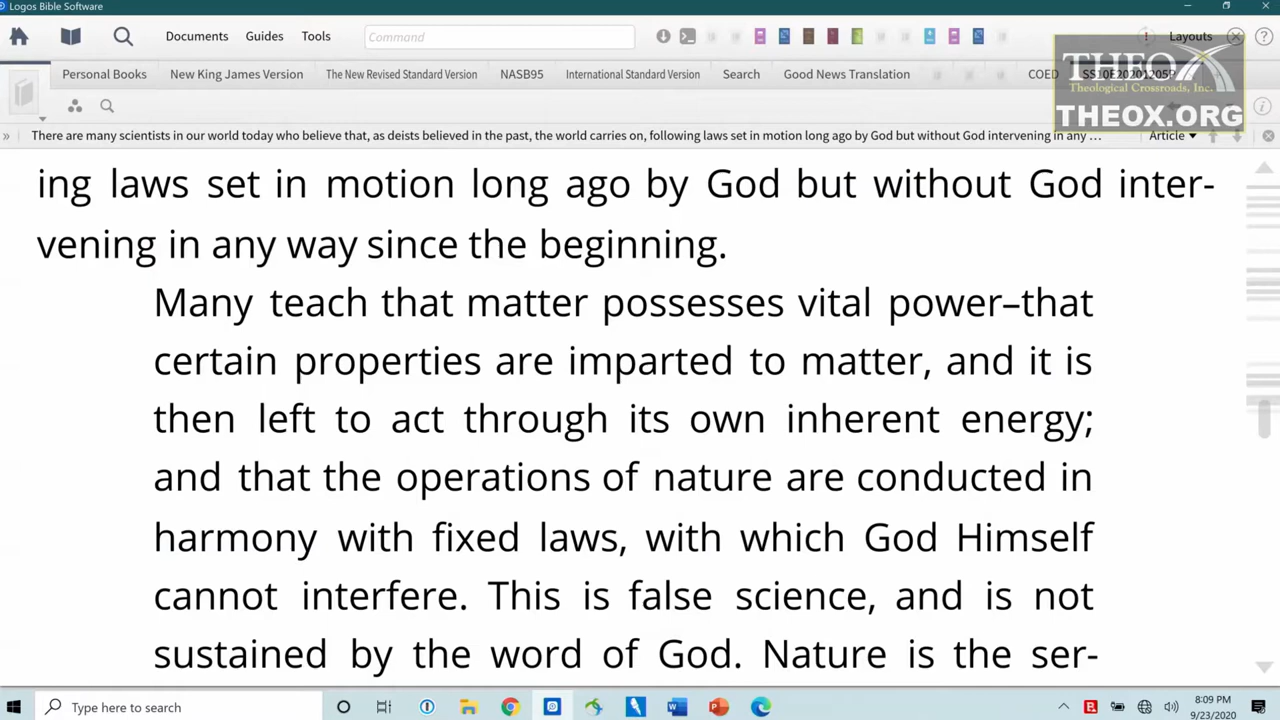 Logos Bible Software
Documents Guides Tools Command Layouts
Personal Books New King James Version The New Revised Standard Version NASB95 International Standard Version Search Good News Translation COED SS10E20201205P
THEOX
Theological Crossroads, Inc.
THEOX.ORG
» There are many scientists in our world today who believe that, as deists believed in the past, the world carries on, following laws set in motion long ago by God but without God intervening in any way … Article
ing laws set in motion long ago by God but without God inter-
vening in any way since the beginning.
Many teach that matter possesses vital power–that
certain properties are imparted to matter, and it is
then left to act through its own inherent energy;
and that the operations of nature are conducted in
harmony with fixed laws, with which God Himself
cannot interfere. This is false science, and is not
sustained by the word of God. Nature is the ser-
Type here to search
8:09 PM
9/23/2020